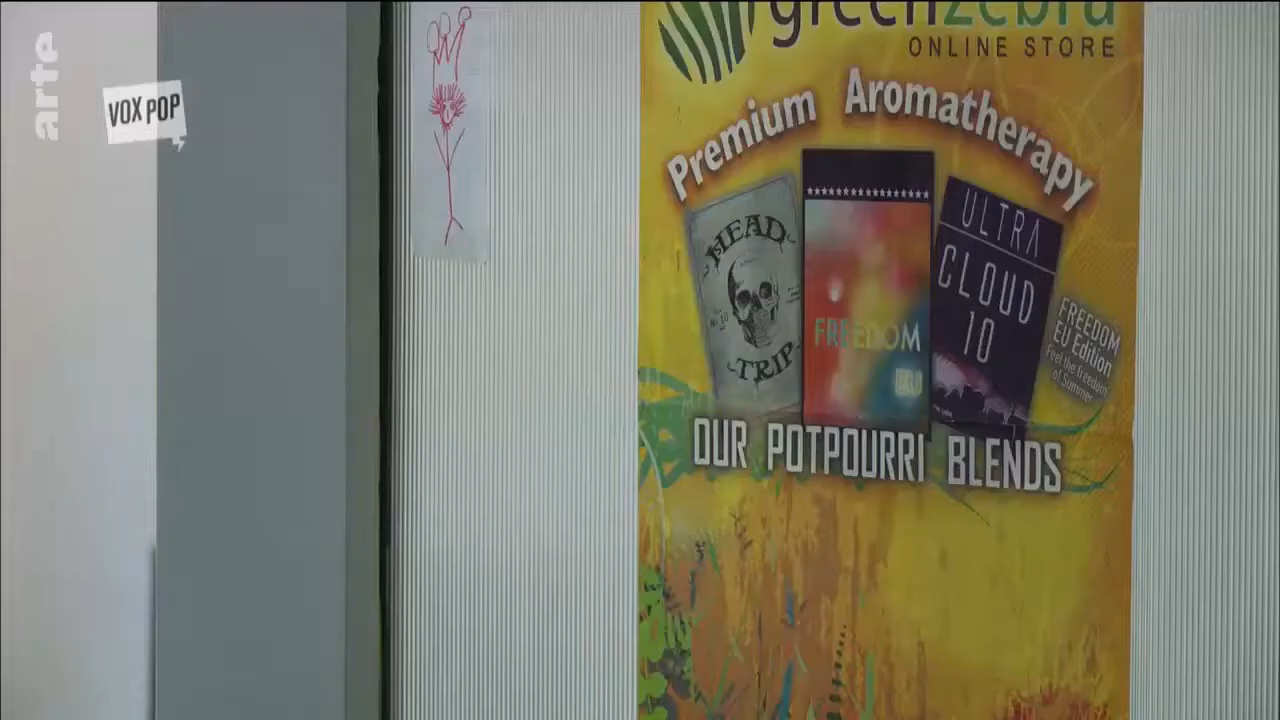 arte
VOX POP
greenzebra
ONLINE STORE
Premium Aromatherapy
HEAD
TRIP
FREEDOM
EU
ULTRA
CLOUD
10
FREEDOM
EU Edition
Feel the freedom
of Summer
OUR POTPOURRI BLENDS